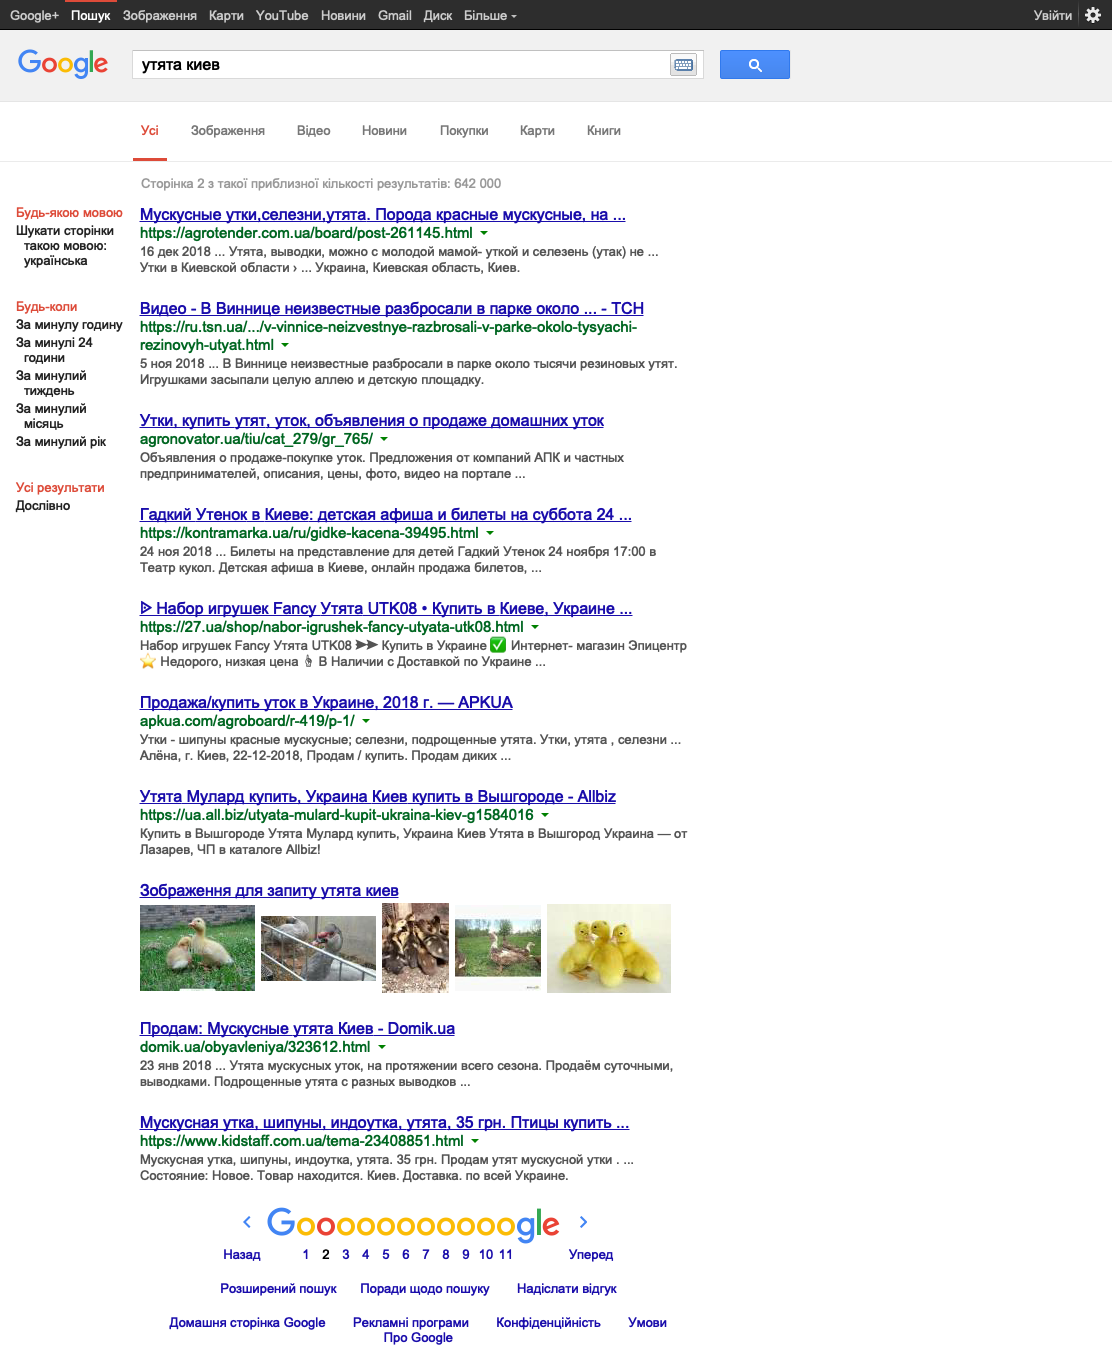 Google+ Пошук Зображення Карти YouTube Новини Gmail Диск Більше Увійти
Google утята киев
Усі Зображення Відео Новини Покупки Карти Книги
Сторінка 2 з такої приблизної кількості результатів: 642 000
Будь-якою мовою
Шукати сторінки
такою мовою:
українська
Будь-коли
За минулу годину
За минулі 24
години
За минулий
тиждень
За минулий
місяць
За минулий рік
Усі результати
Дослівно
Мускусные утки,селезни,утята. Порода красные мускусные, на ...
https://agrotender.com.ua/board/post-261145.html
16 дек 2018 ... Утята, выводки, можно с молодой мамой- уткой и селезень (утак) не ...
Утки в Киевской области › ... Украина, Киевская область, Киев.
Видео - В Виннице неизвестные разбросали в парке около ... - ТСН
https://ru.tsn.ua/.../v-vinnice-neizvestnye-razbrosali-v-parke-okolo-tysyachi-
rezinovyh-utyat.html
5 ноя 2018 ... В Виннице неизвестные разбросали в парке около тысячи резиновых утят.
Игрушками засыпали целую аллею и детскую площадку.
Утки, купить утят, уток, объявления о продаже домашних уток
agronovator.ua/tiu/cat_279/gr_765/
Объявления о продаже-покупке уток. Предложения от компаний АПК и частных
предпринимателей, описания, цены, фото, видео на портале ...
Гадкий Утенок в Киеве: детская афиша и билеты на суббота 24 ...
https://kontramarka.ua/ru/gidke-kacena-39495.html
24 ноя 2018 ... Билеты на представление для детей Гадкий Утенок 24 ноября 17:00 в
Театр кукол. Детская афиша в Киеве, онлайн продажа билетов, ...
ᐉ Набор игрушек Fancy Утята UTK08 • Купить в Киеве, Украине ...
https://27.ua/shop/nabor-igrushek-fancy-utyata-utk08.html
Набор игрушек Fancy Утята UTK08 ➤➤ Купить в Украине ✅ Интернет- магазин Эпицентр
⭐ Недорого, низкая цена 👌 В Наличии с Доставкой по Украине ...
Продажа/купить уток в Украине, 2018 г. — APKUA
apkua.com/agroboard/r-419/p-1/
Утки - шипуны красные мускусные; селезни, подрощенные утята. Утки, утята , селезни ...
Алёна, г. Киев, 22-12-2018, Продам / купить. Продам диких ...
Утята Мулард купить, Украина Киев купить в Вышгороде - Allbiz
https://ua.all.biz/utyata-mulard-kupit-ukraina-kiev-g1584016
Купить в Вышгороде Утята Мулард купить, Украина Киев Утята в Вышгород Украина — от
Лазарев, ЧП в каталоге Allbiz!
Зображення для запиту утята киев
Продам: Мускусные утята Киев - Domik.ua
domik.ua/obyavleniya/323612.html
23 янв 2018 ... Утята мускусных уток, на протяжении всего сезона. Продаём суточными,
выводками. Подрощенные утята с разных выводков ...
Мускусная утка, шипуны, индоутка, утята, 35 грн. Птицы купить ...
https://www.kidstaff.com.ua/tema-23408851.html
Мускусная утка, шипуны, индоутка, утята. 35 грн. Продам утят мускусной утки . ...
Состояние: Новое. Товар находится. Киев. Доставка. по всей Украине.
Gooooooooooogle
Назад 1 2 3 4 5 6 7 8 9 10 11 Уперед
Розширений пошук Поради щодо пошуку Надіслати відгук
Домашня сторінка Google Рекламні програми Конфіденційність Умови
Про Google